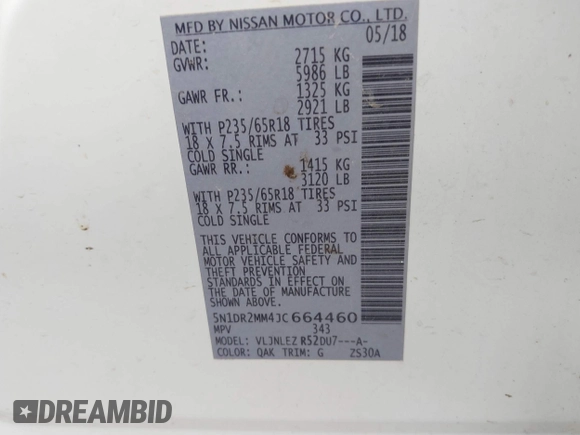 MFD BY NISSAN MOTOR CO., LTD.
DATE: 05/18
GVWR: 2715 KG
5986 LB
GAWR FR.: 1325 KG
2921 LB
WITH P235/65R18 TIRES
18 X 7.5 RIMS AT 33 PSI
COLD SINGLE
GAWR RR.: 1415 KG
3120 LB
WITH P235/65R18 TIRES
18 X 7.5 RIMS AT 33 PSI
COLD SINGLE
THIS VEHICLE CONFORMS TO
ALL APPLICABLE FEDERAL
MOTOR VEHICLE SAFETY AND
THEFT PREVENTION
STANDARDS IN EFFECT ON
THE DATE OF MANUFACTURE
SHOWN ABOVE.
5N1DR2MM4JC664460
MPV 343
MODEL: VLJNLEZ R52DU7---A-
COLOR: QAK TRIM: G ZS30A
DREAMBID